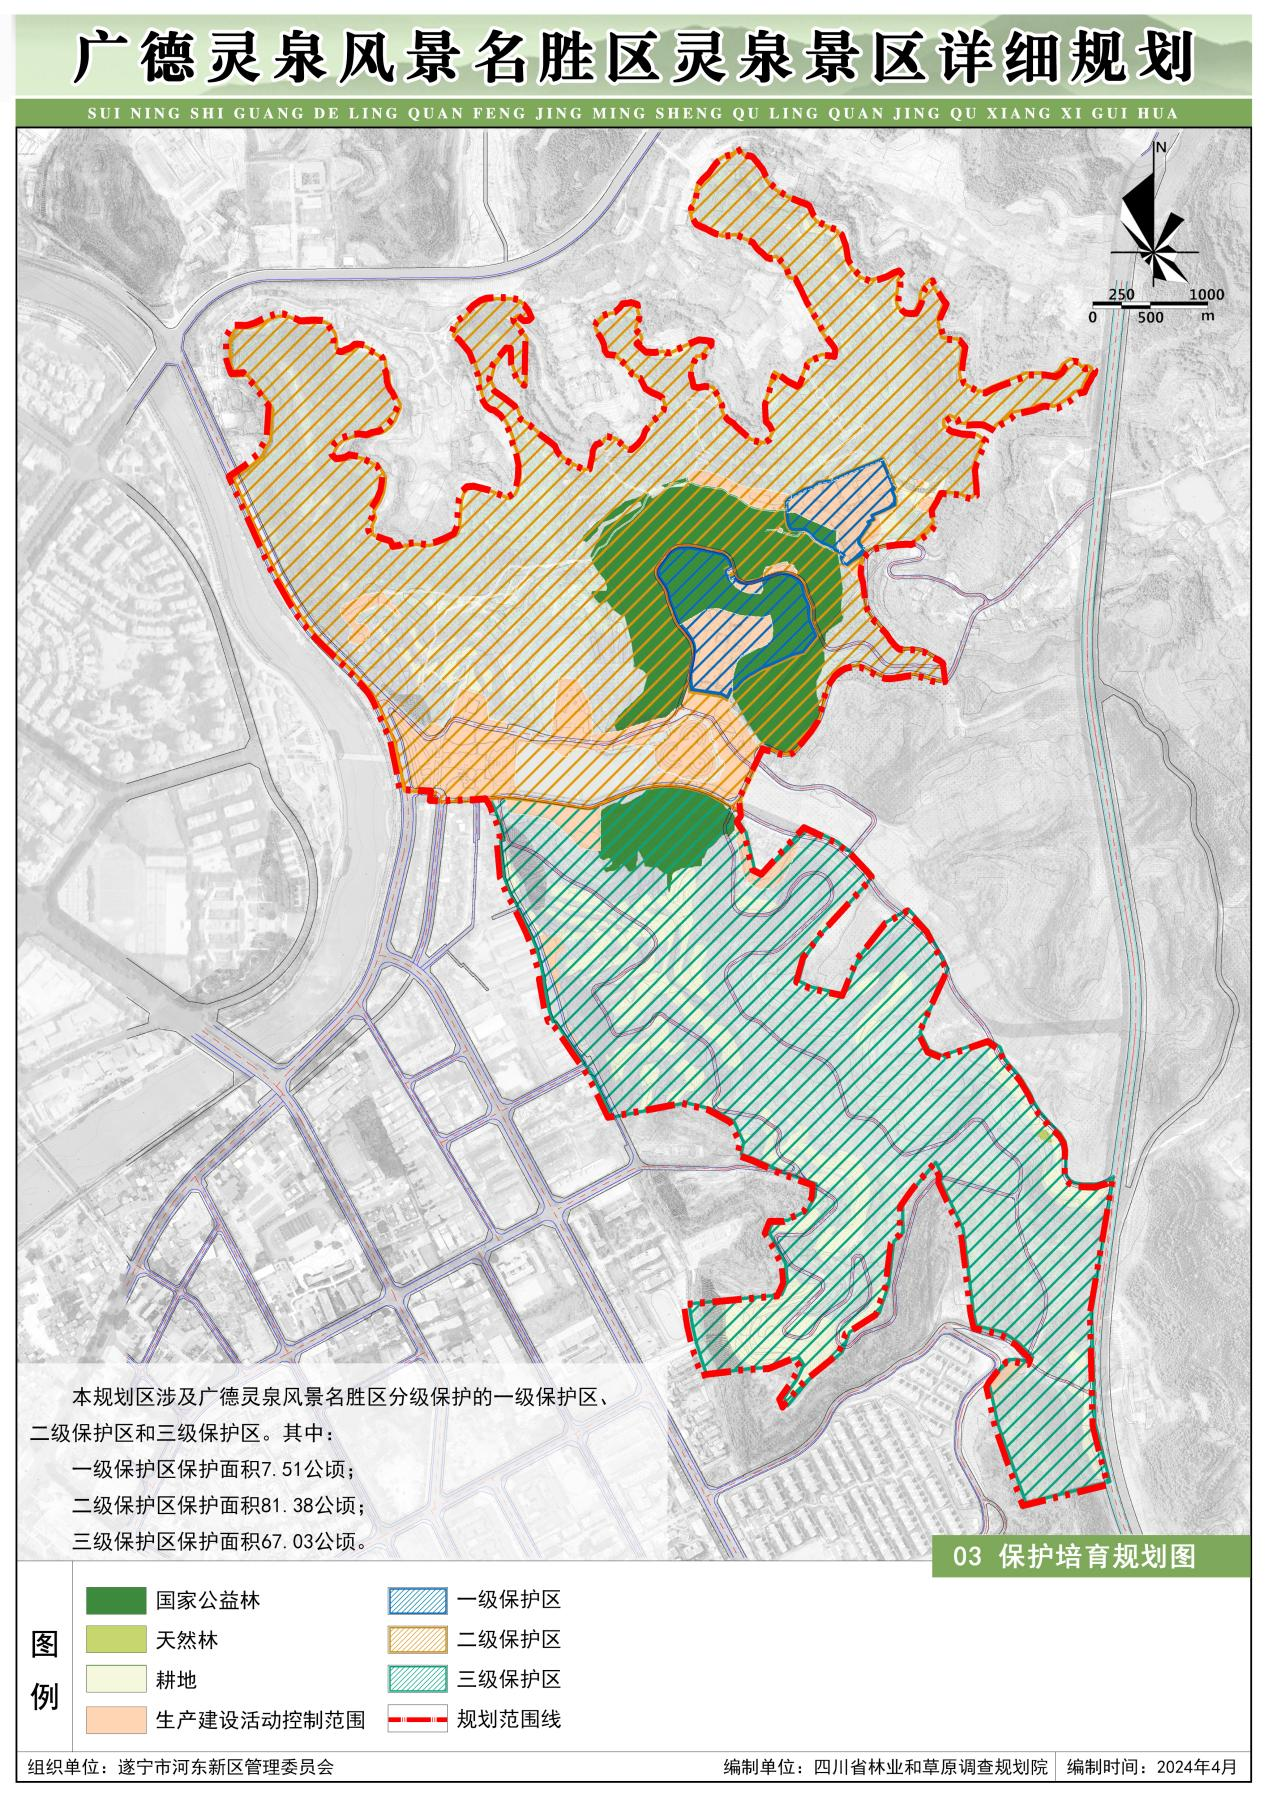 广德灵泉风景名胜区灵泉景区详细规划
SUI NING SHI GUANG DE LING QUAN FENG JING MING SHENG QU LING QUAN JING QU XIANG XI GUI HUA
N
250 1000
0 500 m
本规划区涉及广德灵泉风景名胜区分级保护的一级保护区、
二级保护区和三级保护区。其中：
一级保护区保护面积7.51公顷；
二级保护区保护面积81.38公顷；
三级保护区保护面积67.03公顷。
03 保护培育规划图
图例
国家公益林
天然林
耕地
生产建设活动控制范围
一级保护区
二级保护区
三级保护区
规划范围线
组织单位：遂宁市河东新区管理委员会
编制单位：四川省林业和草原调查规划院
编制时间：2024年4月